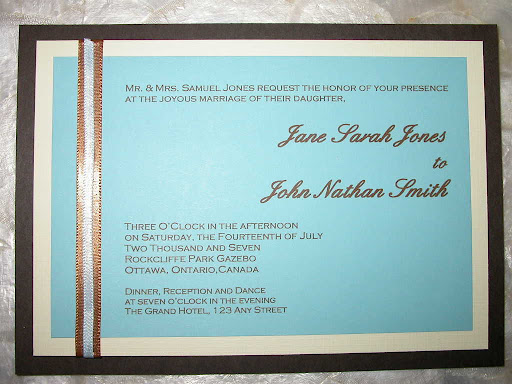 Mr. & Mrs. Samuel Jones request the honor of your presence
at the joyous marriage of their daughter,
Jane Sarah Jones
to
John Nathan Smith
Three O'Clock in the afternoon
on Saturday, the Fourteenth of July
Two Thousand and Seven
Rockcliffe Park Gazebo
Ottawa, Ontario,Canada
Dinner, Reception and Dance
at seven o'clock in the evening
The Grand Hotel, 123 Any Street